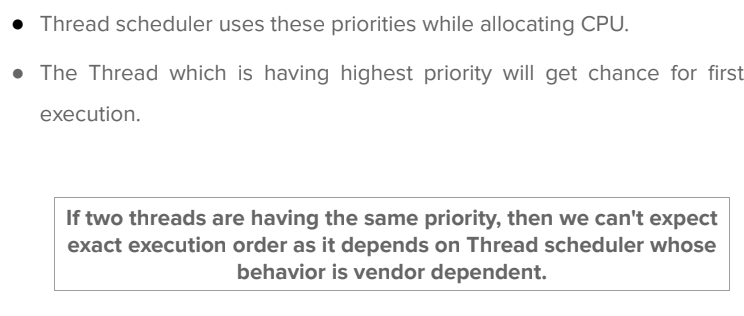 ● Thread scheduler uses these priorities while allocating CPU.
● The Thread which is having highest priority will get chance for first
execution.
If two threads are having the same priority, then we can't expect
exact execution order as it depends on Thread scheduler whose
behavior is vendor dependent.